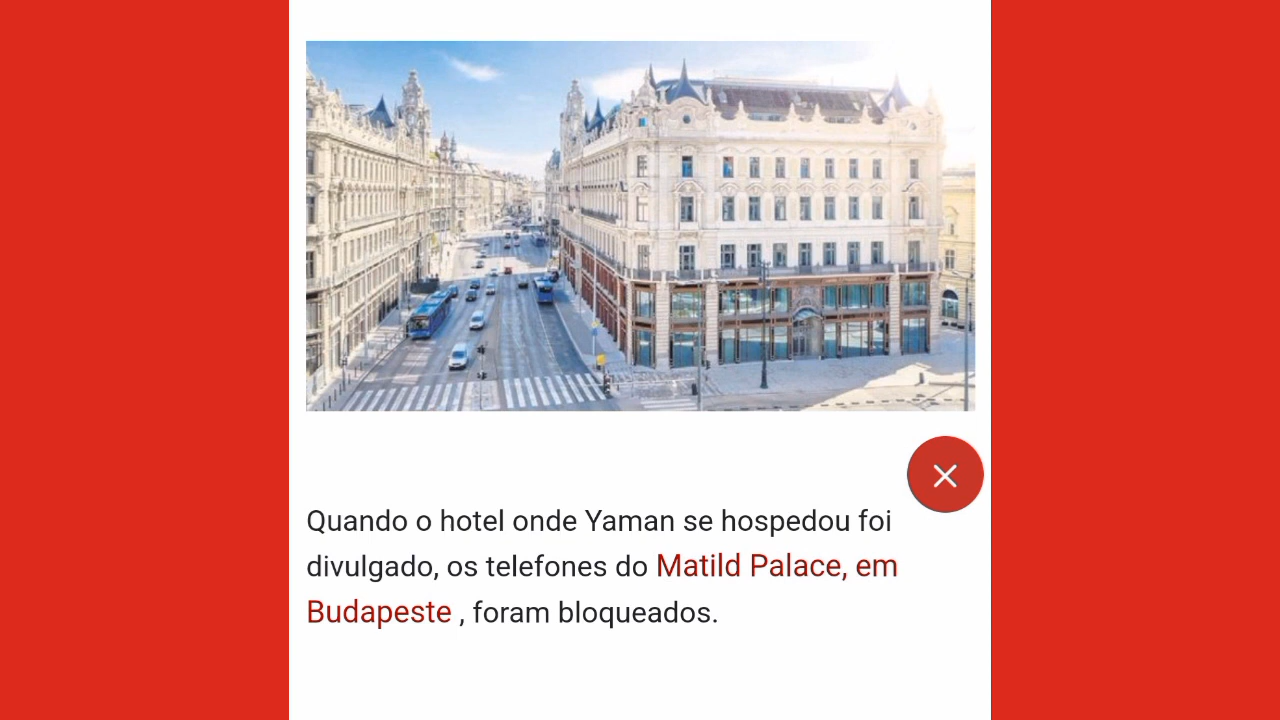 Quando o hotel onde Yaman se hospedou foi
divulgado, os telefones do Matild Palace, em
Budapeste , foram bloqueados.